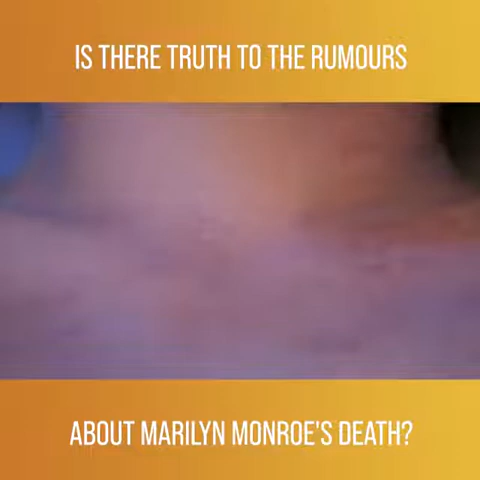 IS THERE TRUTH TO THE RUMOURS
ABOUT MARILYN MONROE'S DEATH?